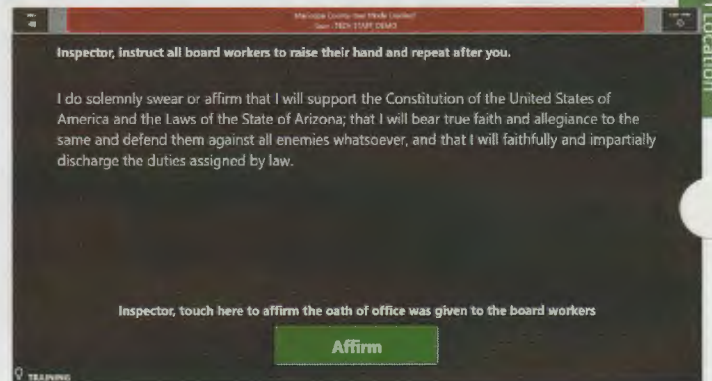 Inspector, instruct all board workers to raise their hand and repeat after you.
I do solemnly swear or affirm that I will support the Constitution of the United States of
America and the Laws of the State of Arizona; that I will bear true faith and allegiance to the
same and defend them against all enemies whatsoever, and that I will faithfully and impartially
discharge the duties assigned by law.
Inspector, touch here to affirm the oath of office was given to the board workers
Affirm
TRAINING
Location